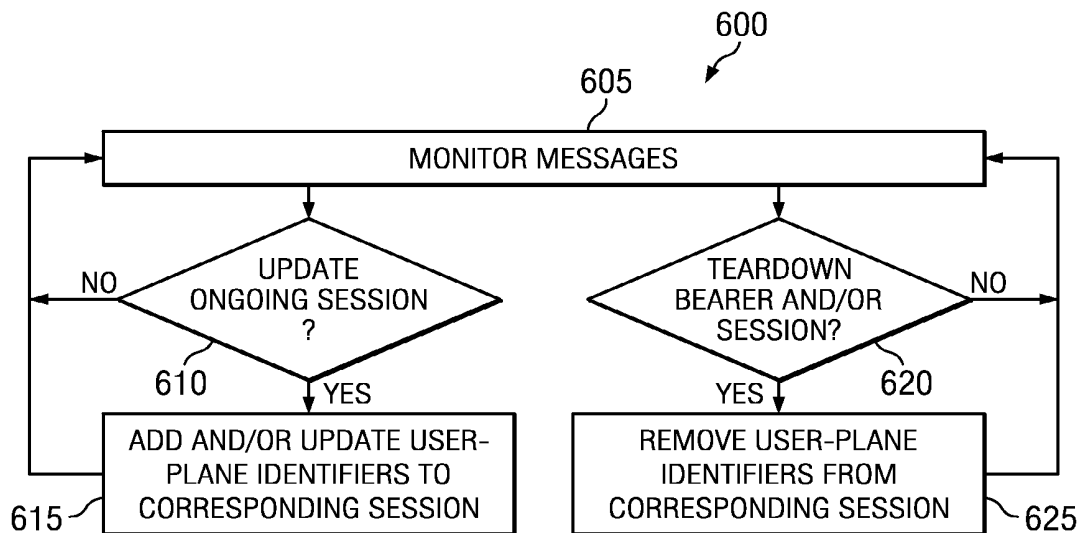 600
605
MONITOR MESSAGES
UPDATE
ONGOING SESSION
?
NO
610
YES
ADD AND/OR UPDATE USER-
PLANE IDENTIFIERS TO
CORRESPONDING SESSION
615
TEARDOWN
BEARER AND/OR
SESSION?
NO
620
YES
REMOVE USER-PLANE
IDENTIFIERS FROM
CORRESPONDING SESSION
625